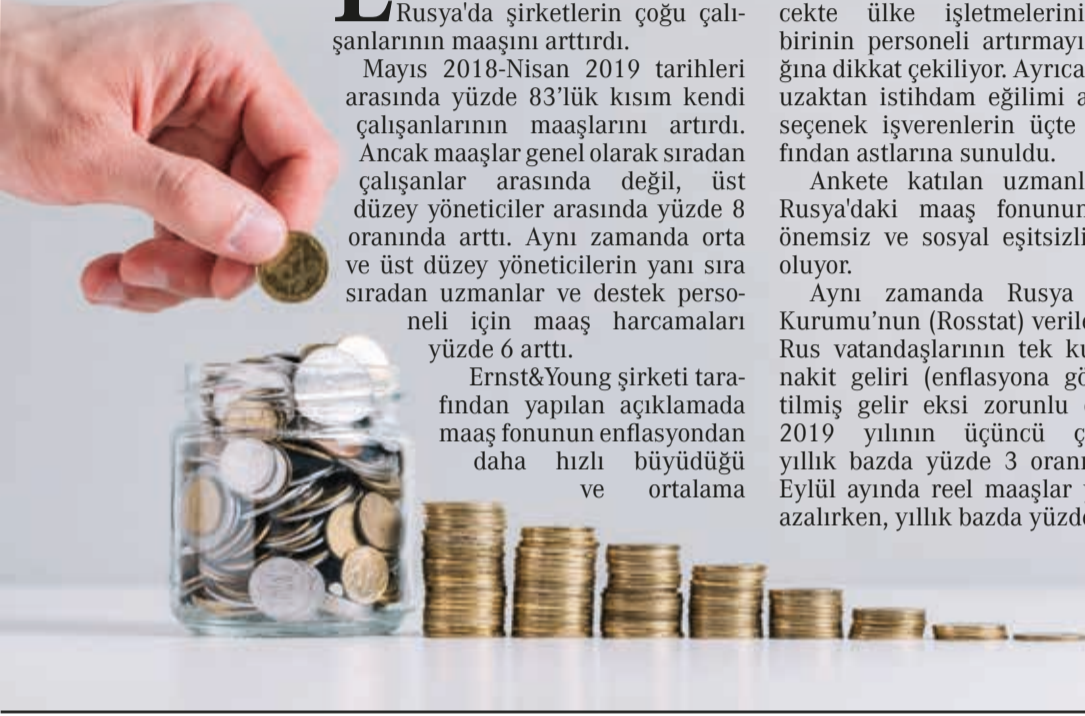 Rusya'da şirketlerin çoğu çalı-
şanlarının maaşını arttırdı.
Mayıs 2018-Nisan 2019 tarihleri
arasında yüzde 83’lük kısım kendi
çalışanlarının maaşlarını artırdı.
Ancak maaşlar genel olarak sıradan
çalışanlar arasında değil, üst
düzey yöneticiler arasında yüzde 8
oranında arttı. Aynı zamanda orta
ve üst düzey yöneticilerin yanı sıra
sıradan uzmanlar ve destek perso-
neli için maaş harcamaları
yüzde 6 arttı.
Ernst&Young şirketi tara-
fından yapılan açıklamada
maaş fonunun enflasyondan
daha hızlı büyüdüğü
ve ortalama
cekte ülke işletmelerini
birinin personeli artırmayı
ğına dikkat çekiliyor. Ayrıca
uzaktan istihdam eğilimi
seçenek işverenlerin üçte
fından astlarına sunuldu.
Ankete katılan
Rusya'daki maaş fonunun
önemsiz ve sosyal
oluyor.
Aynı zamanda Rusya
Kurumu’nun (Rosstat)
Rus vatandaşlarının tek
nakit geliri (enflasyona
tilmiş gelir eksi zorunlu
2019 yılının üçüncü
yıllık bazda yüzde 3
Eylül ayında reel maaşlar
azalırken, yıllık bazda